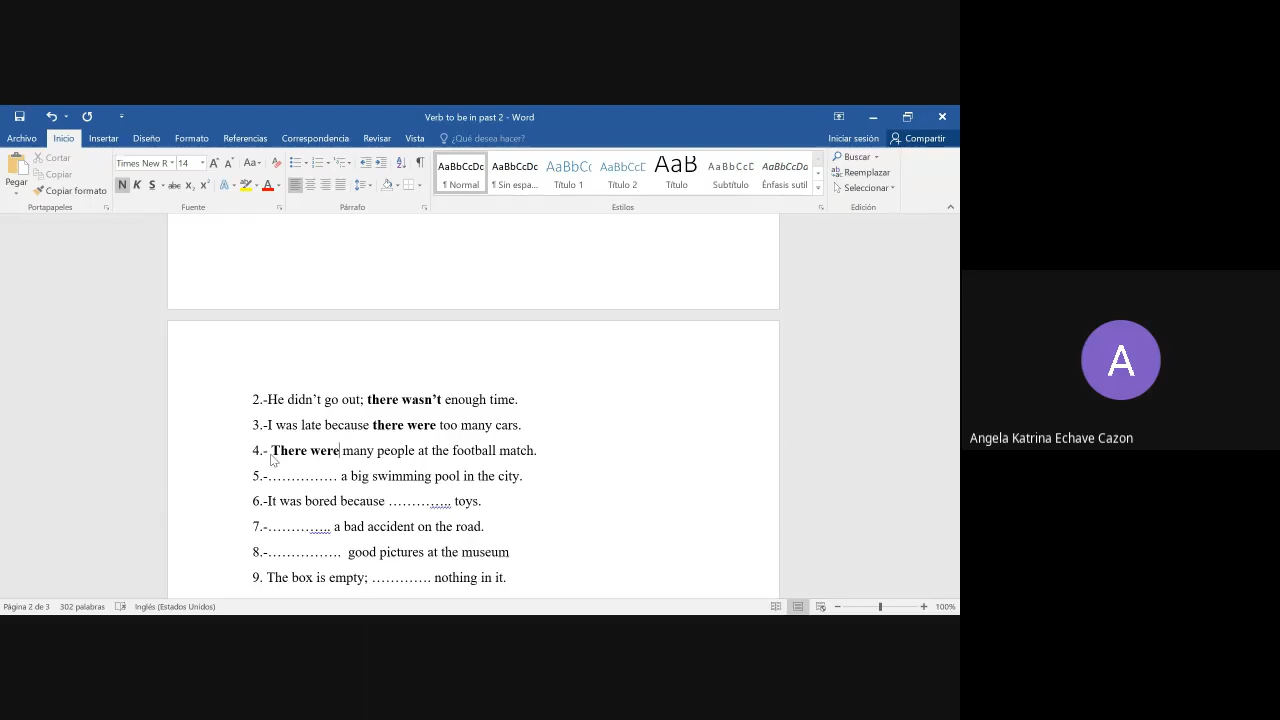 Verb to be in past 2 - Word
Archivo Inicio Insertar Diseño Formato Referencias Correspondencia Revisar Vista ¿Qué desea hacer? Iniciar sesión Compartir
Pegar
Cortar
Copiar
Copiar formato
Portapapeles
Times New R 14
N K S abc x₂ x²
Fuente
Párrafo
AaBbCcDc AaBbCcDc AaBbCc AaBbCcE AaB AaBbCcD AaBbCcDa
¶ Normal ¶ Sin espa... Título 1 Título 2 Título Subtítulo Énfasis sutil
Estilos
Buscar
Reemplazar
Seleccionar
Edición
2.-He didn’t go out; there wasn’t enough time.
3.-I was late because there were too many cars.
4.- There were many people at the football match.
5.-…………… a big swimming pool in the city.
6.-It was bored because ………….. toys.
7.-………….. a bad accident on the road.
8.-……………. good pictures at the museum
9. The box is empty; …………. nothing in it.
Página 2 de 3 302 palabras Inglés (Estados Unidos) 100%
A
Angela Katrina Echave Cazon